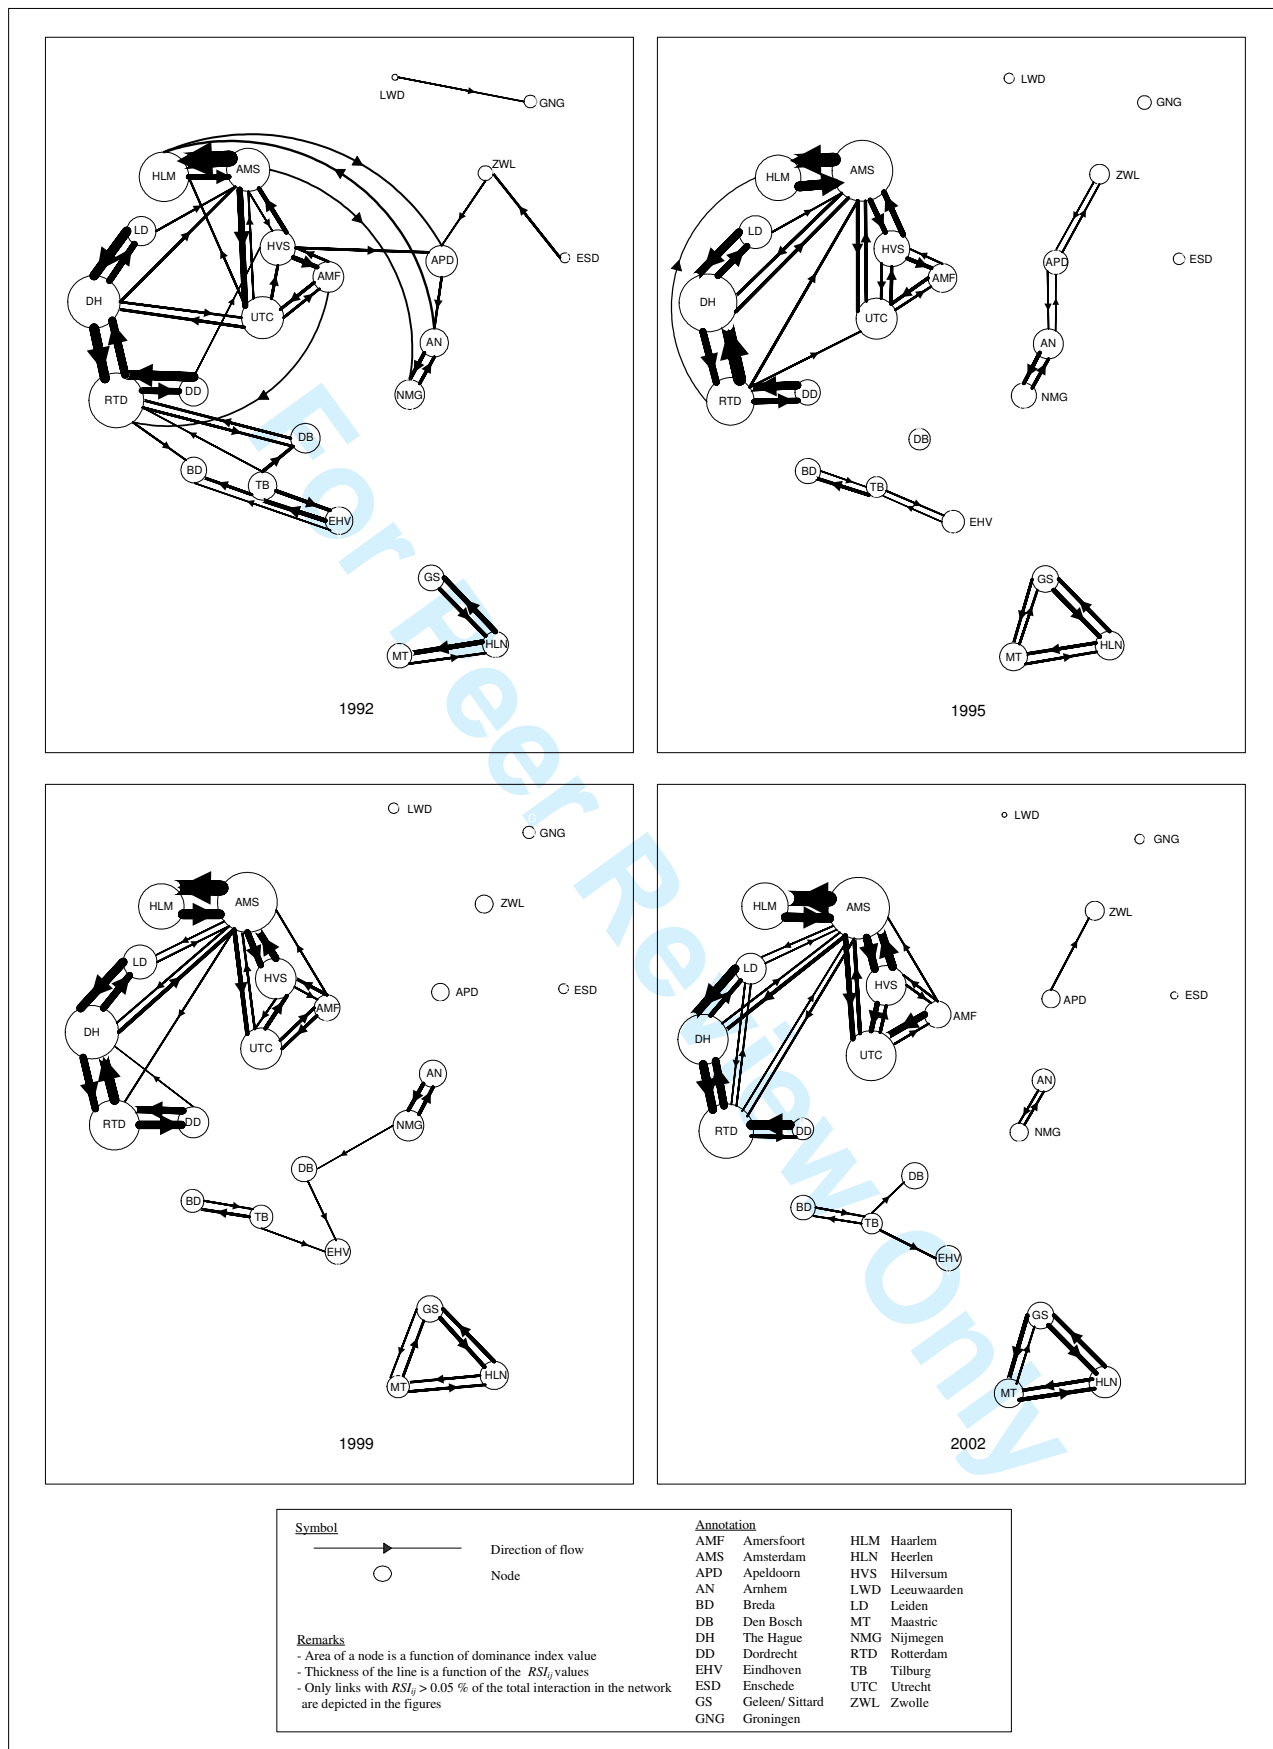 LWD
GNG
ZWL
HLM
AMS
LD
HVS
APD
ESD
AMF
DH
UTC
AN
DD
RTD
NMG
DB
BD
TB
EHV
GS
HLN
MT
1992
LWD
GNG
AMS
ZWL
HLM
LD
HVS
APD
ESD
AMF
DH
UTC
AN
DD
RTD
NMG
DB
BD
TB
EHV
GS
HLN
MT
1995
LWD
G
GNG
HLM
AMS
ZWL
LD
HVS
APD
ESD
AMF
DH
UTC
AN
RTD
DD
NMG
DB
BD
TB
EHV
GS
HLN
MT
1999
LWD
GNG
HLM
AMS
ZWL
LD
HVS
APD
ESD
AMF
DH
UTC
AN
RTD
DD
NMG
DB
BD
TB
EHV
GS
HLN
MT
2002
For Peer Review Only
Symbol
Direction of flow
Node
Remarks
- Area of a node is a function of dominance index value
- Thickness of the line is a function of the RSIij values
- Only links with RSIij > 0.05 % of the total interaction in the network
are depicted in the figures
Annotation
AMF Amersfoort
AMS Amsterdam
APD Apeldoorn
AN Arnhem
BD Breda
DB Den Bosch
DH The Hague
DD Dordrecht
EHV Eindhoven
ESD Enschede
GS Geleen/ Sittard
GNG Groningen
HLM Haarlem
HLN Heerlen
HVS Hilversum
LWD Leeuwaarden
LD Leiden
MT Maastric
NMG Nijmegen
RTD Rotterdam
TB Tilburg
UTC Utrecht
ZWL Zwolle